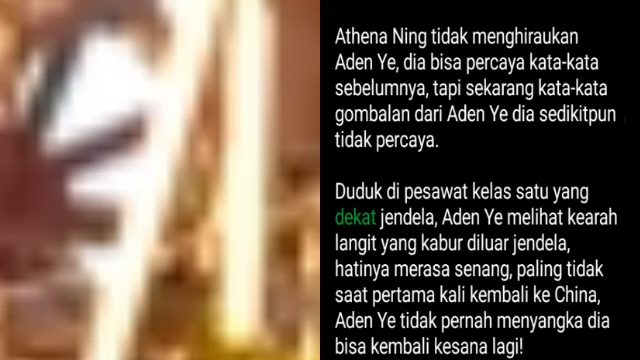 Athena Ning tidak menghiraukan
Aden Ye, dia bisa percaya kata-kata
sebelumnya, tapi sekarang kata-kata
gombalan dari Aden Ye dia sedikitpun
tidak percaya.
Duduk di pesawat kelas satu yang
dekat jendela, Aden Ye melihat kearah
langit yang kabur diluar jendela,
hatinya merasa senang, paling tidak
saat pertama kali kembali ke China,
Aden Ye tidak pernah menyangka dia
bisa kembali kesana lagi!